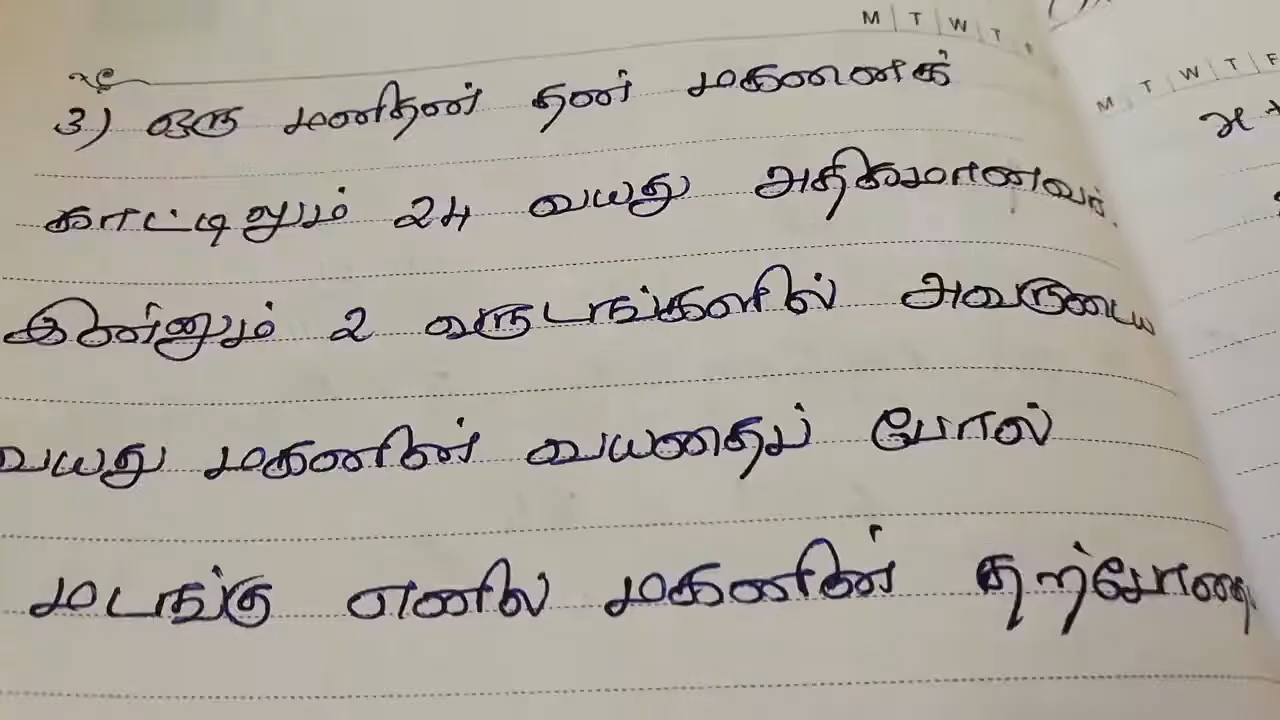 M T W T
3) ஒரு மனிதன் தன் மகனைக்
காட்டிலும் 24 வயது அதிகமானவர்.
இன்னும் 2 வருடங்களில் அவருடைய
வயது மகனின் வயதைப் போல்
மடங்கு எனில் மகனின் தற்போதை
M T W T F